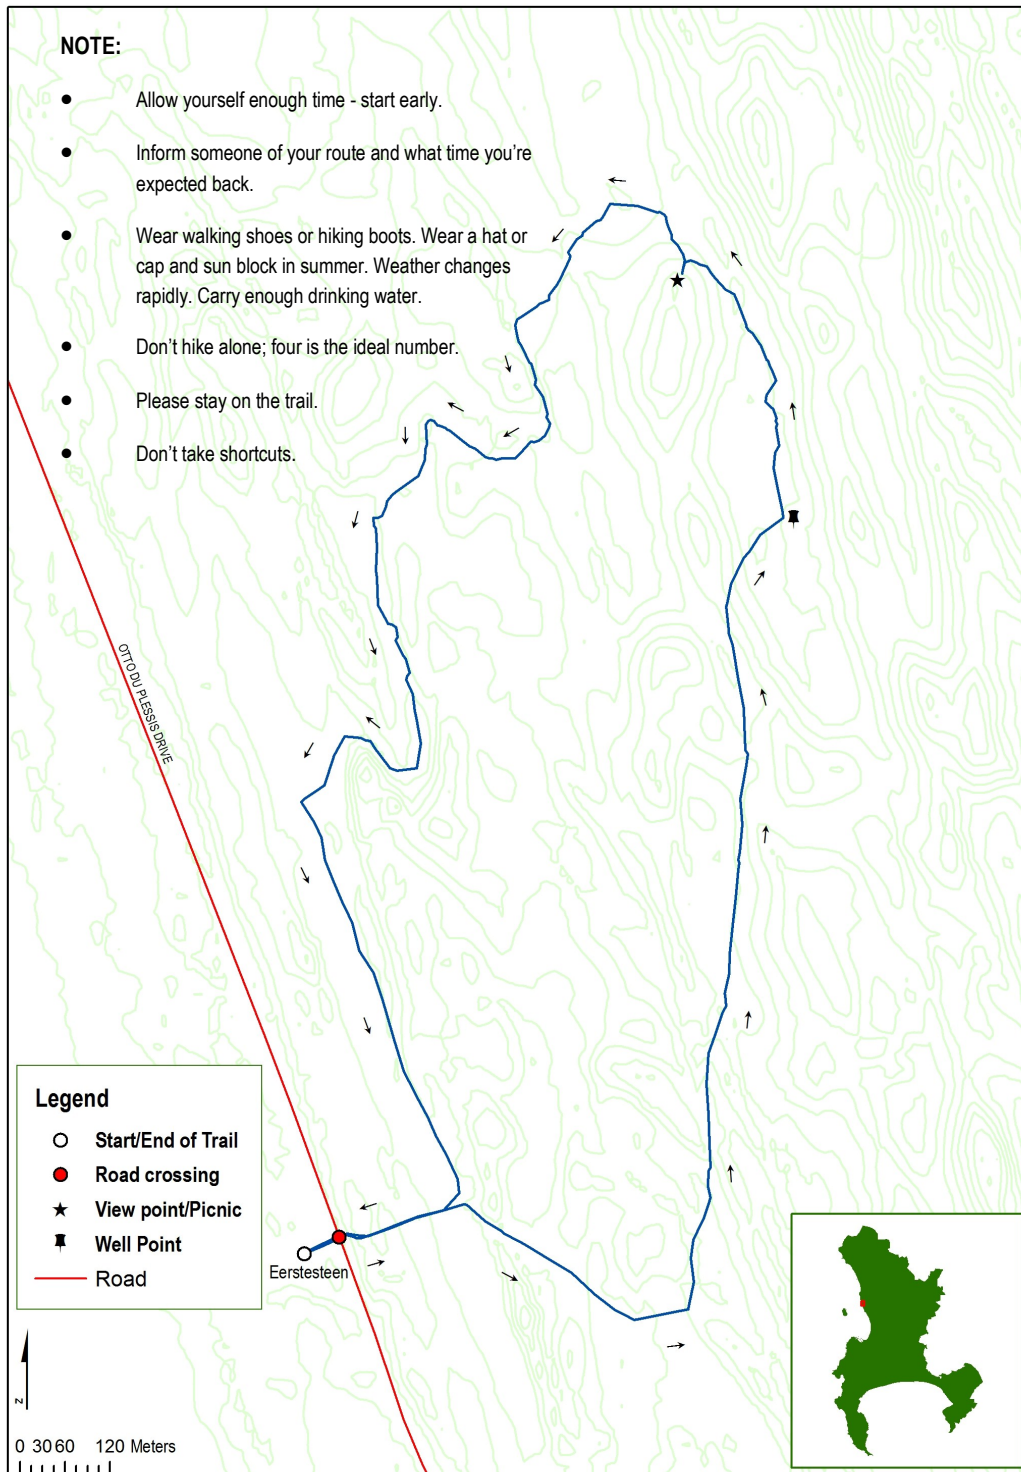 NOTE:
● Allow yourself enough time - start early.
● Inform someone of your route and what time you're
expected back.
● Wear walking shoes or hiking boots. Wear a hat or
cap and sun block in summer. Weather changes
rapidly. Carry enough drinking water.
● Don't hike alone; four is the ideal number.
● Please stay on the trail.
● Don't take shortcuts.
OTTO DU PLESSIS DRIVE
Legend
Start/End of Trail
Road crossing
View point/Picnic
Well Point
Road
Eerstesteen
N
0 30 60 120 Meters